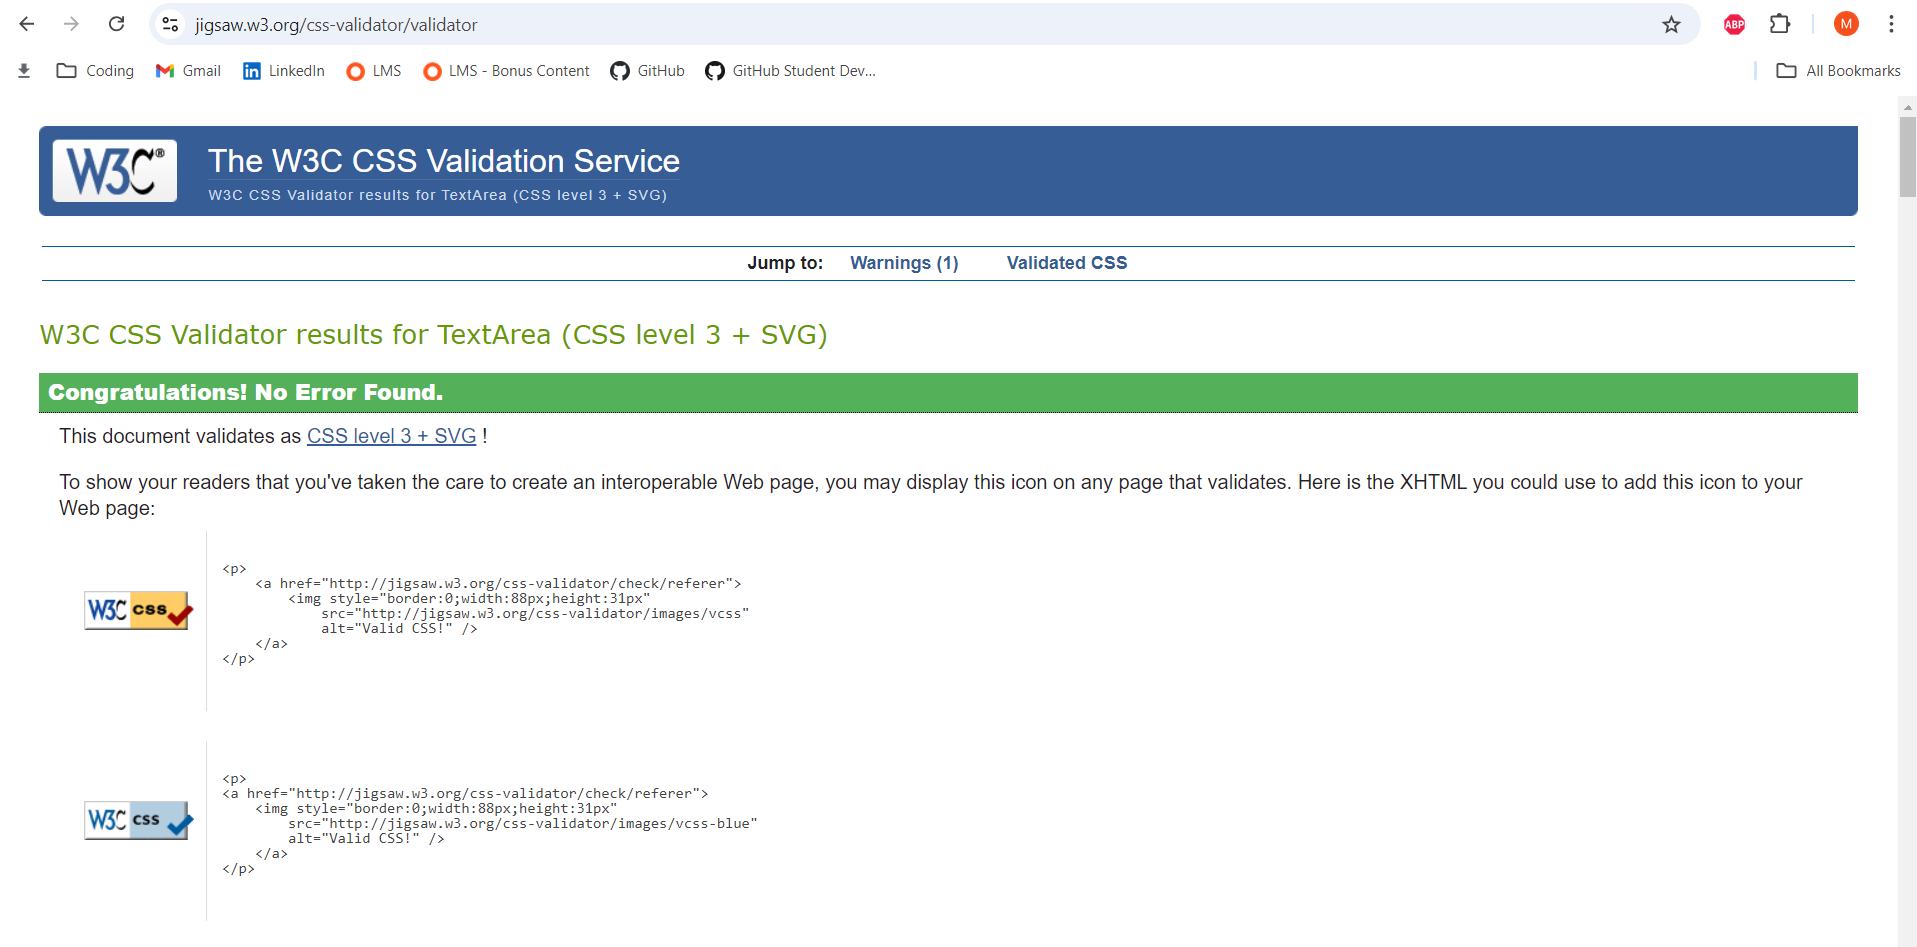 jigsaw.w3.org/css-validator/validator
ABP
M
Coding
Gmail
LinkedIn
LMS
LMS - Bonus Content
GitHub
GitHub Student Dev...
All Bookmarks
W3C®
The W3C CSS Validation Service
W3C CSS Validator results for TextArea (CSS level 3 + SVG)
Jump to: Warnings (1) Validated CSS
W3C CSS Validator results for TextArea (CSS level 3 + SVG)
Congratulations! No Error Found.
This document validates as CSS level 3 + SVG !
To show your readers that you've taken the care to create an interoperable Web page, you may display this icon on any page that validates. Here is the XHTML you could use to add this icon to your
Web page:
W3C css
<p>
    <a href="http://jigsaw.w3.org/css-validator/check/referer">
        <img style="border:0;width:88px;height:31px"
            src="http://jigsaw.w3.org/css-validator/images/vcss"
            alt="Valid CSS!" />
    </a>
</p>
W3C css
<p>
<a href="http://jigsaw.w3.org/css-validator/check/referer">
    <img style="border:0;width:88px;height:31px"
        src="http://jigsaw.w3.org/css-validator/images/vcss-blue"
        alt="Valid CSS!" />
    </a>
</p>